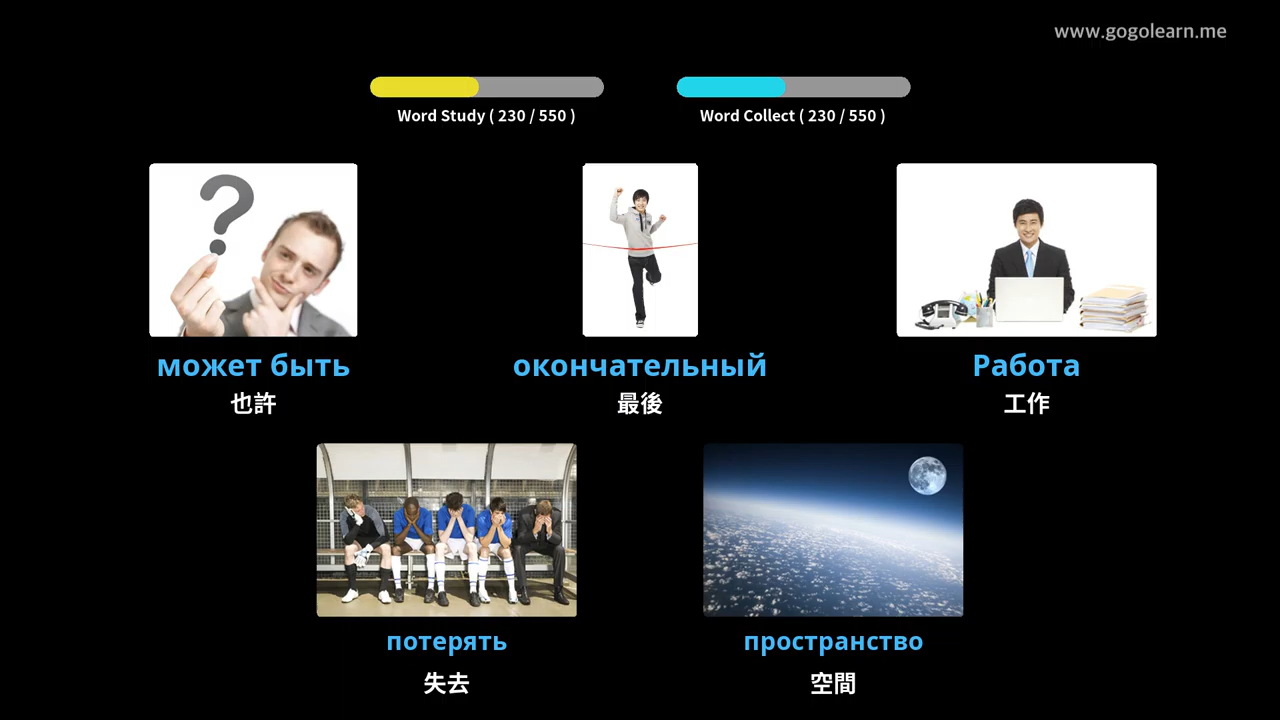 www.gogolearn.me
Word Study ( 230 / 550 )
Word Collect ( 230 / 550 )
может быть
也許
окончательный
最後
Работа
工作
потерять
失去
пространство
空間